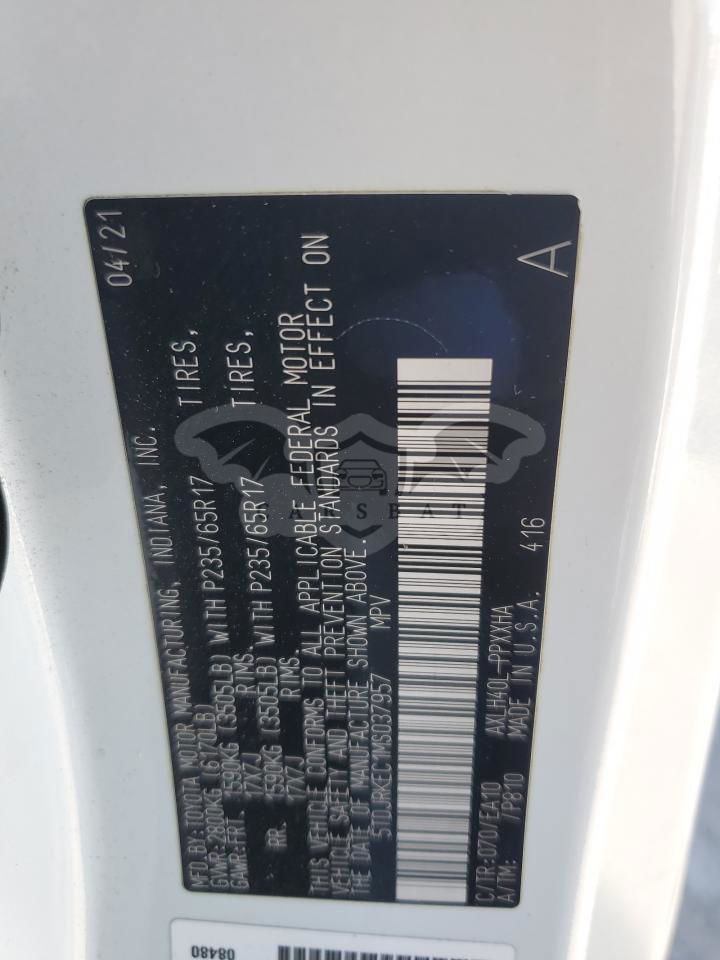 MFD.BY:TOYOTA MOTOR MANUFACTURING, INDIANA, INC. 04/21
GVWR:2800KG (6173LB)
GAWR:FRT 1590KG (3505LB) WITH P235/65R17 TIRES,
17X7J RIMS.
RR. 1590KG (3505LB) WITH P235/65R17 TIRES,
17X7J RIMS.
THIS VEHICLE CONFORMS TO ALL APPLICABLE FEDERAL MOTOR
VEHICLE SAFETY AND THEFT PREVENTION STANDARDS IN EFFECT ON
THE DATE OF MANUFACTURE SHOWN ABOVE.
5TDJRKEC1MS037957 MPV
C/TR:070/EA10 AXLH40L-PPXXHA
A/TM: /P810 MADE IN U.S.A. 416
A
CARSBAT
08480